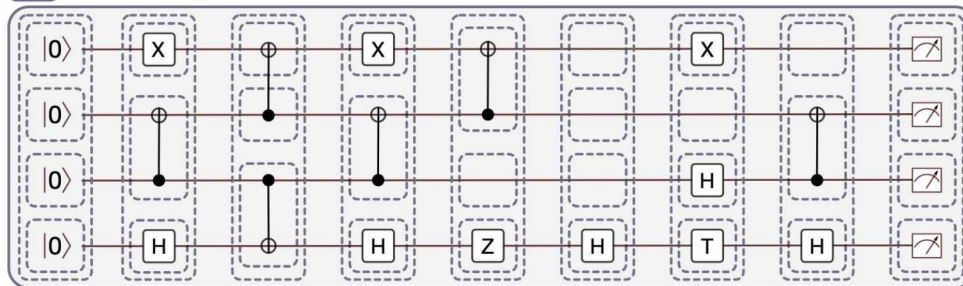 |0⟩ X X X
|0⟩
|0⟩ H
|0⟩ H H Z H T H